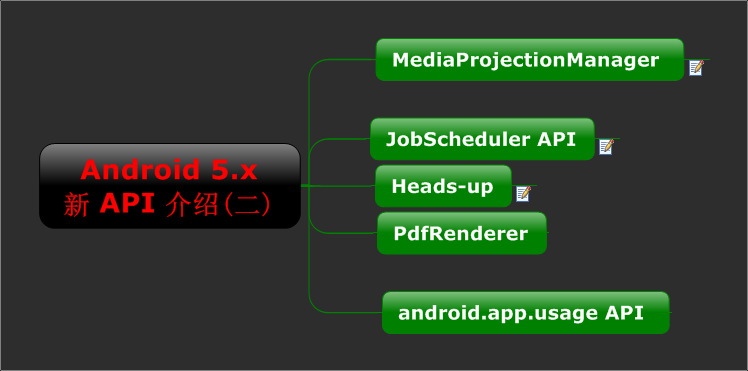 Android 5.x
新 API 介绍(二)
MediaProjectionManager
JobScheduler API
Heads-up
PdfRenderer
android.app.usage API